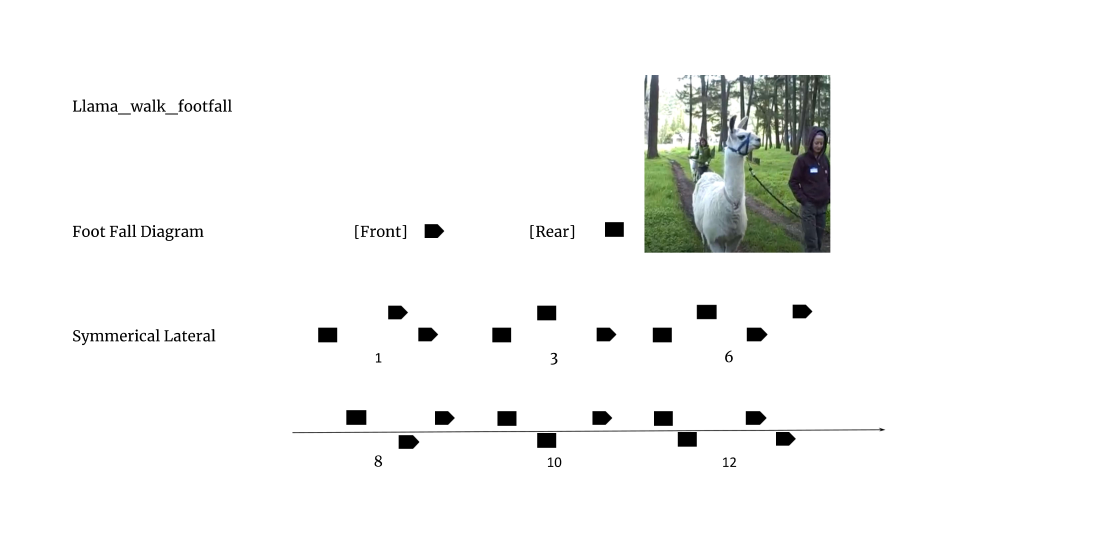 Llama_walk_footfall
Foot Fall Diagram [Front] [Rear]
Symmerical Lateral
1 3 6
8 10 12